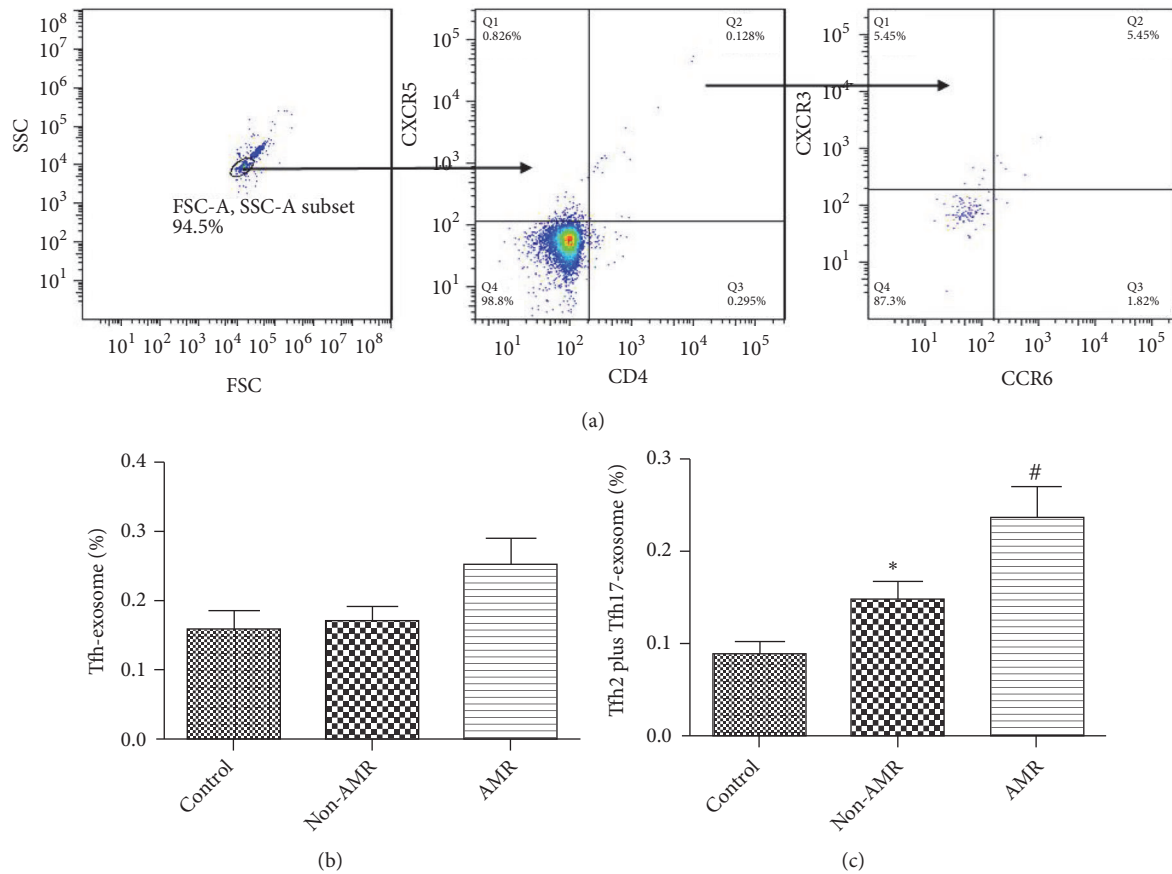 10^8
10^7
10^6
10^5
10^4
10^3
10^2
10^1
SSC
FSC-A, SSC-A subset
94.5%
10^1 10^2 10^3 10^4 10^5 10^6 10^7 10^8
FSC
CXCR5
10^5
10^4
10^3
10^2
10^1
Q1
0.826%
Q2
0.128%
Q4
98.8%
Q3
0.295%
10^1 10^2 10^3 10^4 10^5
CD4
CXCR3
10^5
10^4
10^3
10^2
10^1
Q1
5.45%
Q2
5.45%
Q4
87.3%
Q3
1.82%
10^1 10^2 10^3 10^4 10^5
CCR6
(a)
Tfh-exosome (%)
0.4
0.3
0.2
0.1
0.0
Control
Non-AMR
AMR
(b)
Tfh2 plus Tfh17-exosome (%)
0.3
0.2
0.1
0.0
*
#
Control
Non-AMR
AMR
(c)